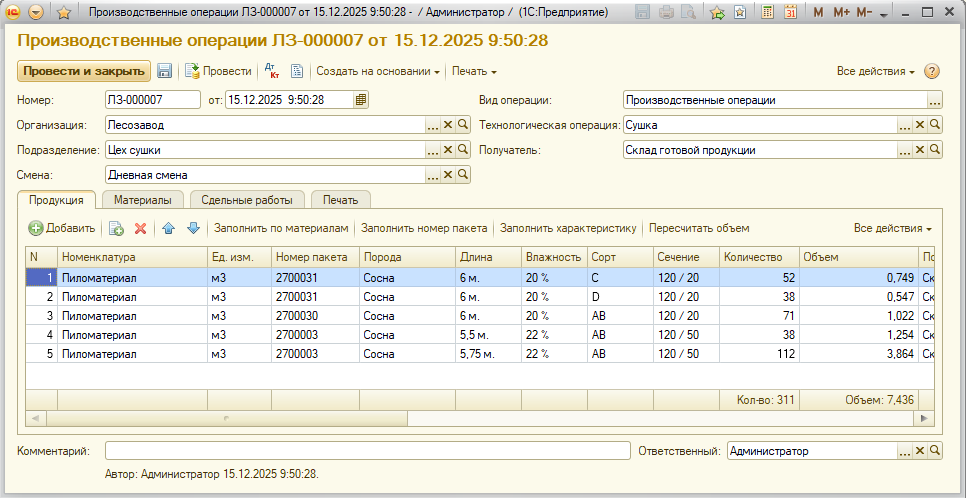 Производственные операции ЛЗ-000007 от 15.12.2025 9:50:28 - / Администратор / (1С:Предприятие)
M M+ M-
31
Производственные операции ЛЗ-000007 от 15.12.2025 9:50:28
Провести и закрыть Провести Дт Кт Создать на основании Печать Все действия ?
Номер: ЛЗ-000007 от: 15.12.2025 9:50:28 Вид операции: Производственные операции ...
Организация: Лесозавод ... Технологическая операция: Сушка ...
Подразделение: Цех сушки ... Получатель: Склад готовой продукции ...
Смена: Дневная смена ...
Продукция Материалы Сдельные работы Печать
Добавить Заполнить по материалам Заполнить номер пакета Заполнить характеристику Пересчитать объем Все действия
N Номенклатура Ед. изм. Номер пакета Порода Длина Влажность Сорт Сечение Количество Объем По
1 Пиломатериал м3 2700031 Сосна 6 м. 20 % C 120 / 20 52 0,749 Ск
2 Пиломатериал м3 2700031 Сосна 6 м. 20 % D 120 / 20 38 0,547 Ск
3 Пиломатериал м3 2700030 Сосна 6 м. 20 % AB 120 / 20 71 1,022 Ск
4 Пиломатериал м3 2700003 Сосна 5,5 м. 22 % AB 120 / 50 38 1,254 Ск
5 Пиломатериал м3 2700003 Сосна 5,75 м. 22 % AB 120 / 50 112 3,864 Ск
Кол-во: 311 Объем: 7,436
Комментарий: Ответственный: Администратор ...
Автор: Администратор 15.12.2025 9:50:28.